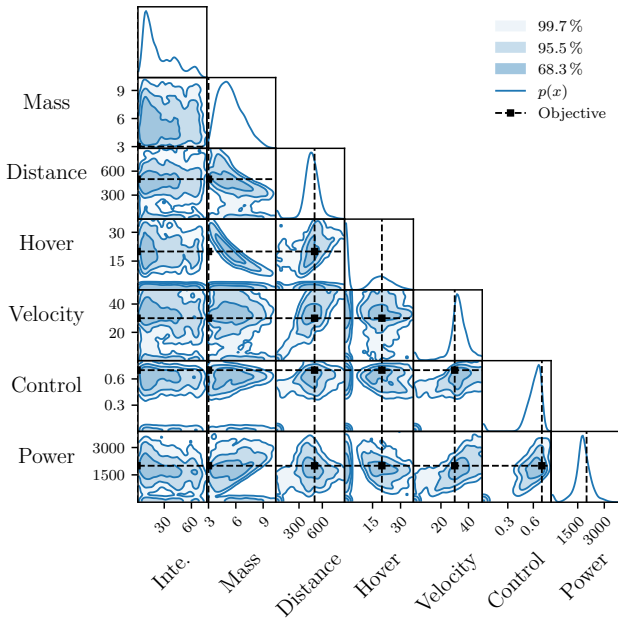 99.7 %
95.5 %
68.3 %
p(x)
Objective
Mass
9
6
3
Distance
600
300
Hover
30
15
Velocity
40
20
Control
0.6
0.3
Power
3000
1500
30 60 3 6 9 300 600 15 30 20 40 0.3 0.6 1500 3000
Inte. Mass Distance Hover Velocity Control Power